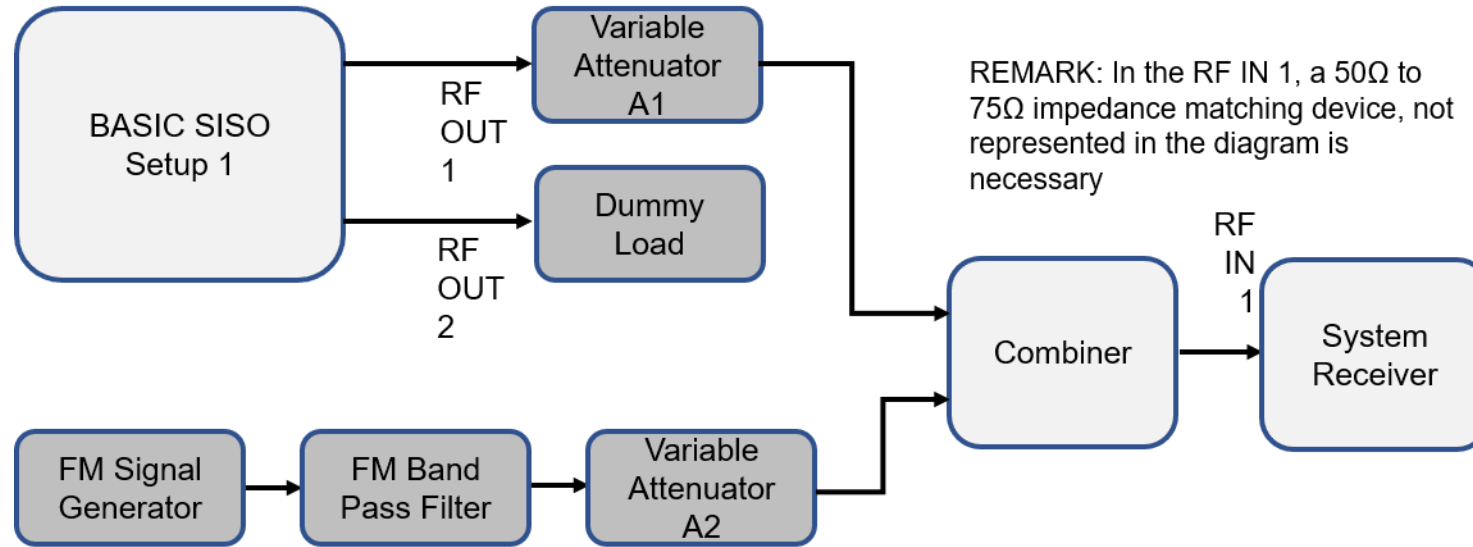 BASIC SISO
Setup 1
RF
OUT
1
RF
OUT
2
Variable
Attenuator
A1
Dummy
Load
REMARK: In the RF IN 1, a 50Ω to
75Ω impedance matching device, not
represented in the diagram is
necessary
RF
IN
1
Combiner
System
Receiver
FM Signal
Generator
FM Band
Pass Filter
Variable
Attenuator
A2